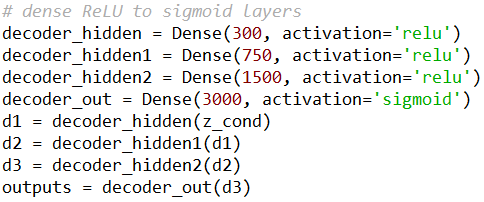 # dense ReLU to sigmoid layers
decoder_hidden = Dense(300, activation='relu')
decoder_hidden1 = Dense(750, activation='relu')
decoder_hidden2 = Dense(1500, activation='relu')
decoder_out = Dense(3000, activation='sigmoid')
d1 = decoder_hidden(z_cond)
d2 = decoder_hidden1(d1)
d3 = decoder_hidden2(d2)
outputs = decoder_out(d3)